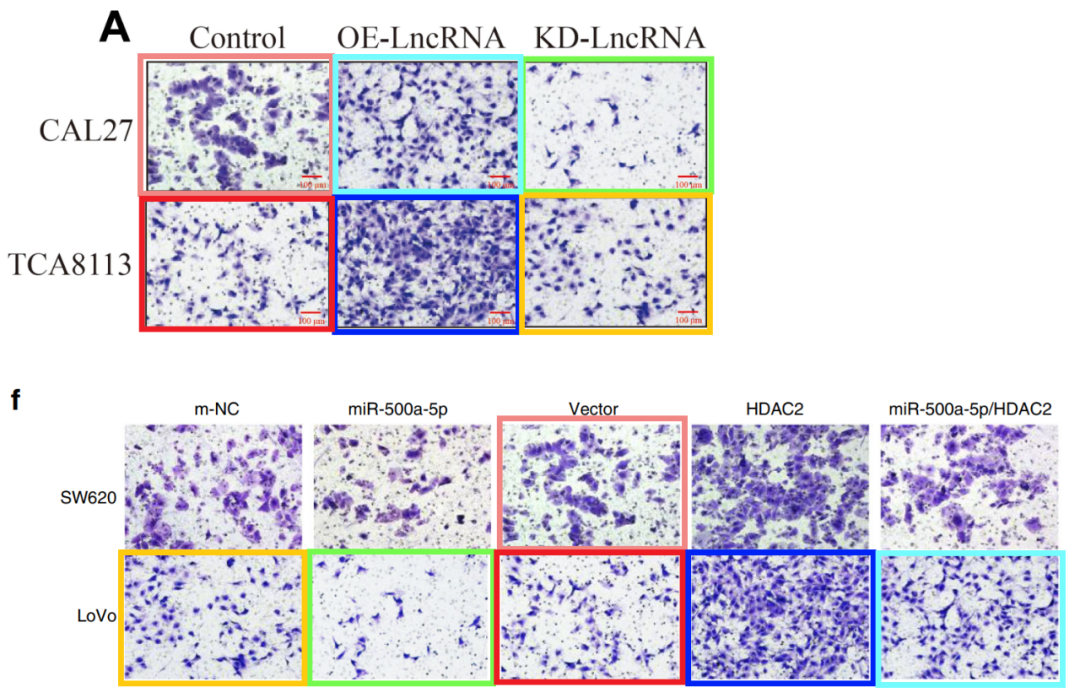 A
Control OE-LncRNA KD-LncRNA
CAL27
100 μm 100 μm 100 μm
TCA8113
100 μm 100 μm 100 μm
f
m-NC miR-500a-5p Vector HDAC2 miR-500a-5p/HDAC2
SW620
LoVo